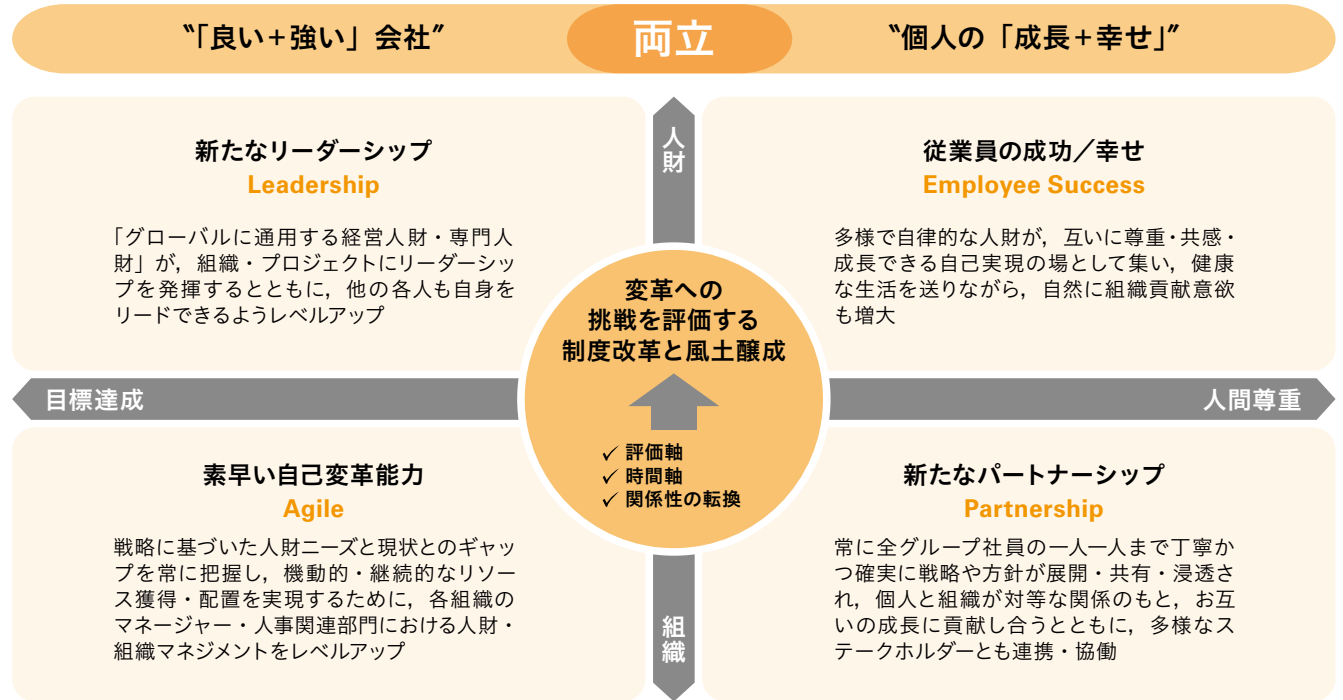 〝「良い+強い」会社〞
両立
〝個人の「成長+幸せ」〞
人財
新たなリーダーシップ
Leadership
「グローバルに通用する経営人財・専門人
財」が，組織・プロジェクトにリーダーシッ
プを発揮するとともに，他の各人も自身を
リードできるようレベルアップ
従業員の成功／幸せ
Employee Success
多様で自律的な人財が，互いに尊重・共感・
成長できる自己実現の場として集い，健康
な生活を送りながら，自然に組織貢献意欲
も増大
変革への
挑戦を評価する
制度改革と風土醸成
✓ 評価軸
✓ 時間軸
✓ 関係性の転換
目標達成
人間尊重
素早い自己変革能力
Agile
戦略に基づいた人財ニーズと現状とのギャッ
プを常に把握し，機動的・継続的なリソー
ス獲得・配置を実現するために，各組織の
マネージャー・人事関連部門における人財・
組織マネジメントをレベルアップ
新たなパートナーシップ
Partnership
常に全グループ社員の一人一人まで丁寧か
つ確実に戦略や方針が展開・共有・浸透さ
れ，個人と組織が対等な関係のもと，お互
いの成長に貢献し合うとともに，多様なス
テークホルダーとも連携・協働
組織